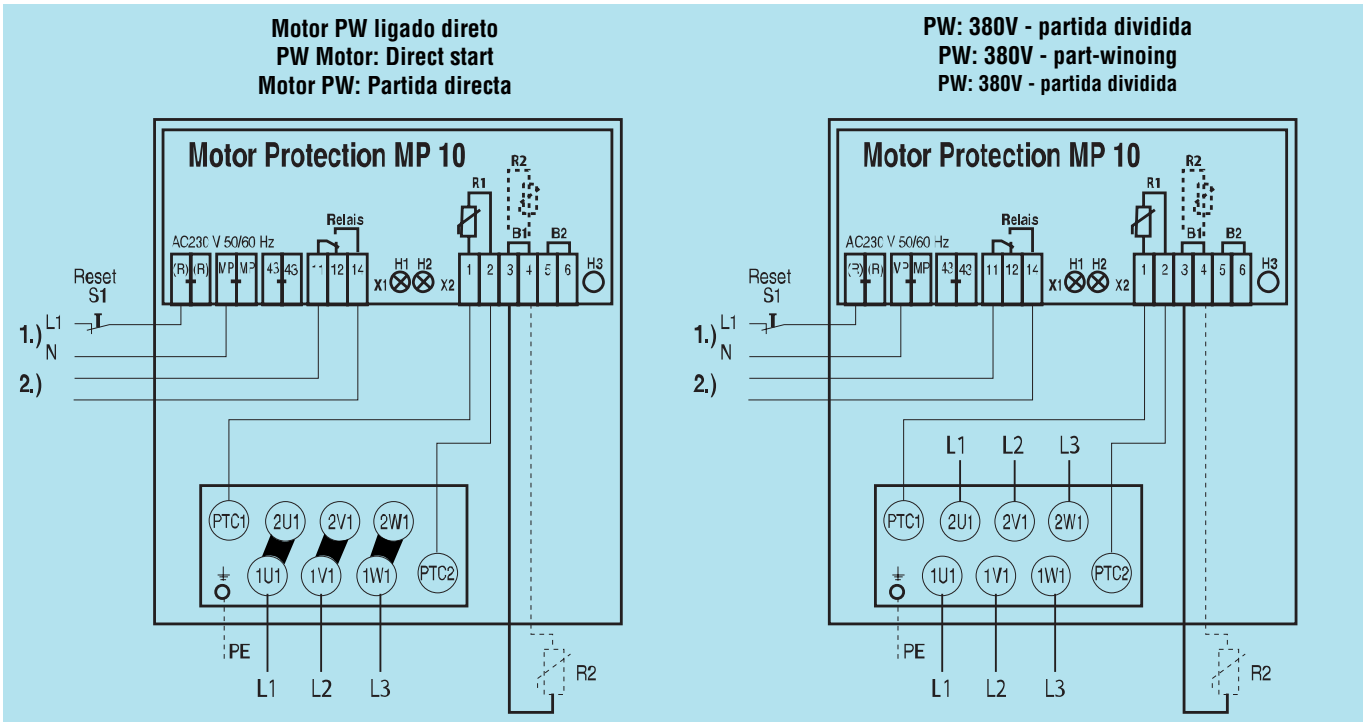 Motor PW ligado direto
PW Motor: Direct start
Motor PW: Partida directa
Motor Protection MP 10
R2
R1
Relais
B1 B2
AC230 V 50/60 Hz
(R) (R) MP MP 43 43 11 12 14 X1 H1 H2 X2 1 2 3 4 5 6 H3
Reset
S1
1.) L1
N
2.)
PTC1 2U1 2V1 2W1
1U1 1V1 1W1 PTC2
PE
R2
L1 L2 L3
PW: 380V - partida dividida
PW: 380V - part-winoing
PW: 380V - partida dividida
Motor Protection MP 10
R2
R1
Relais
B1 B2
AC230 V 50/60 Hz
(R) (R) MP MP 43 43 11 12 14 X1 H1 H2 X2 1 2 3 4 5 6 H3
Reset
S1
1.) L1
N
2.)
L1 L2 L3
PTC1 2U1 2V1 2W1
1U1 1V1 1W1 PTC2
PE
R2
L1 L2 L3